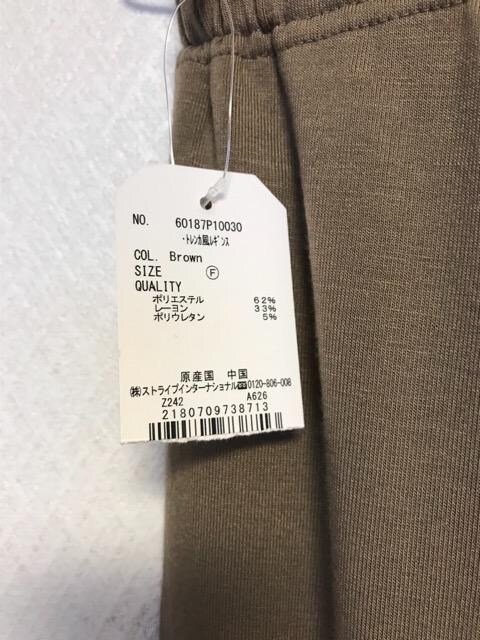 NO. 60187P10030
・トレンカ風レギンス
COL. Brown
SIZE Ⓕ
QUALITY
ポリエステル 62%
レーヨン 33%
ポリウレタン 5%
原産国 中国
㈱ストライプインターナショナル 0120-806-008
Z242 A626
2180709738713